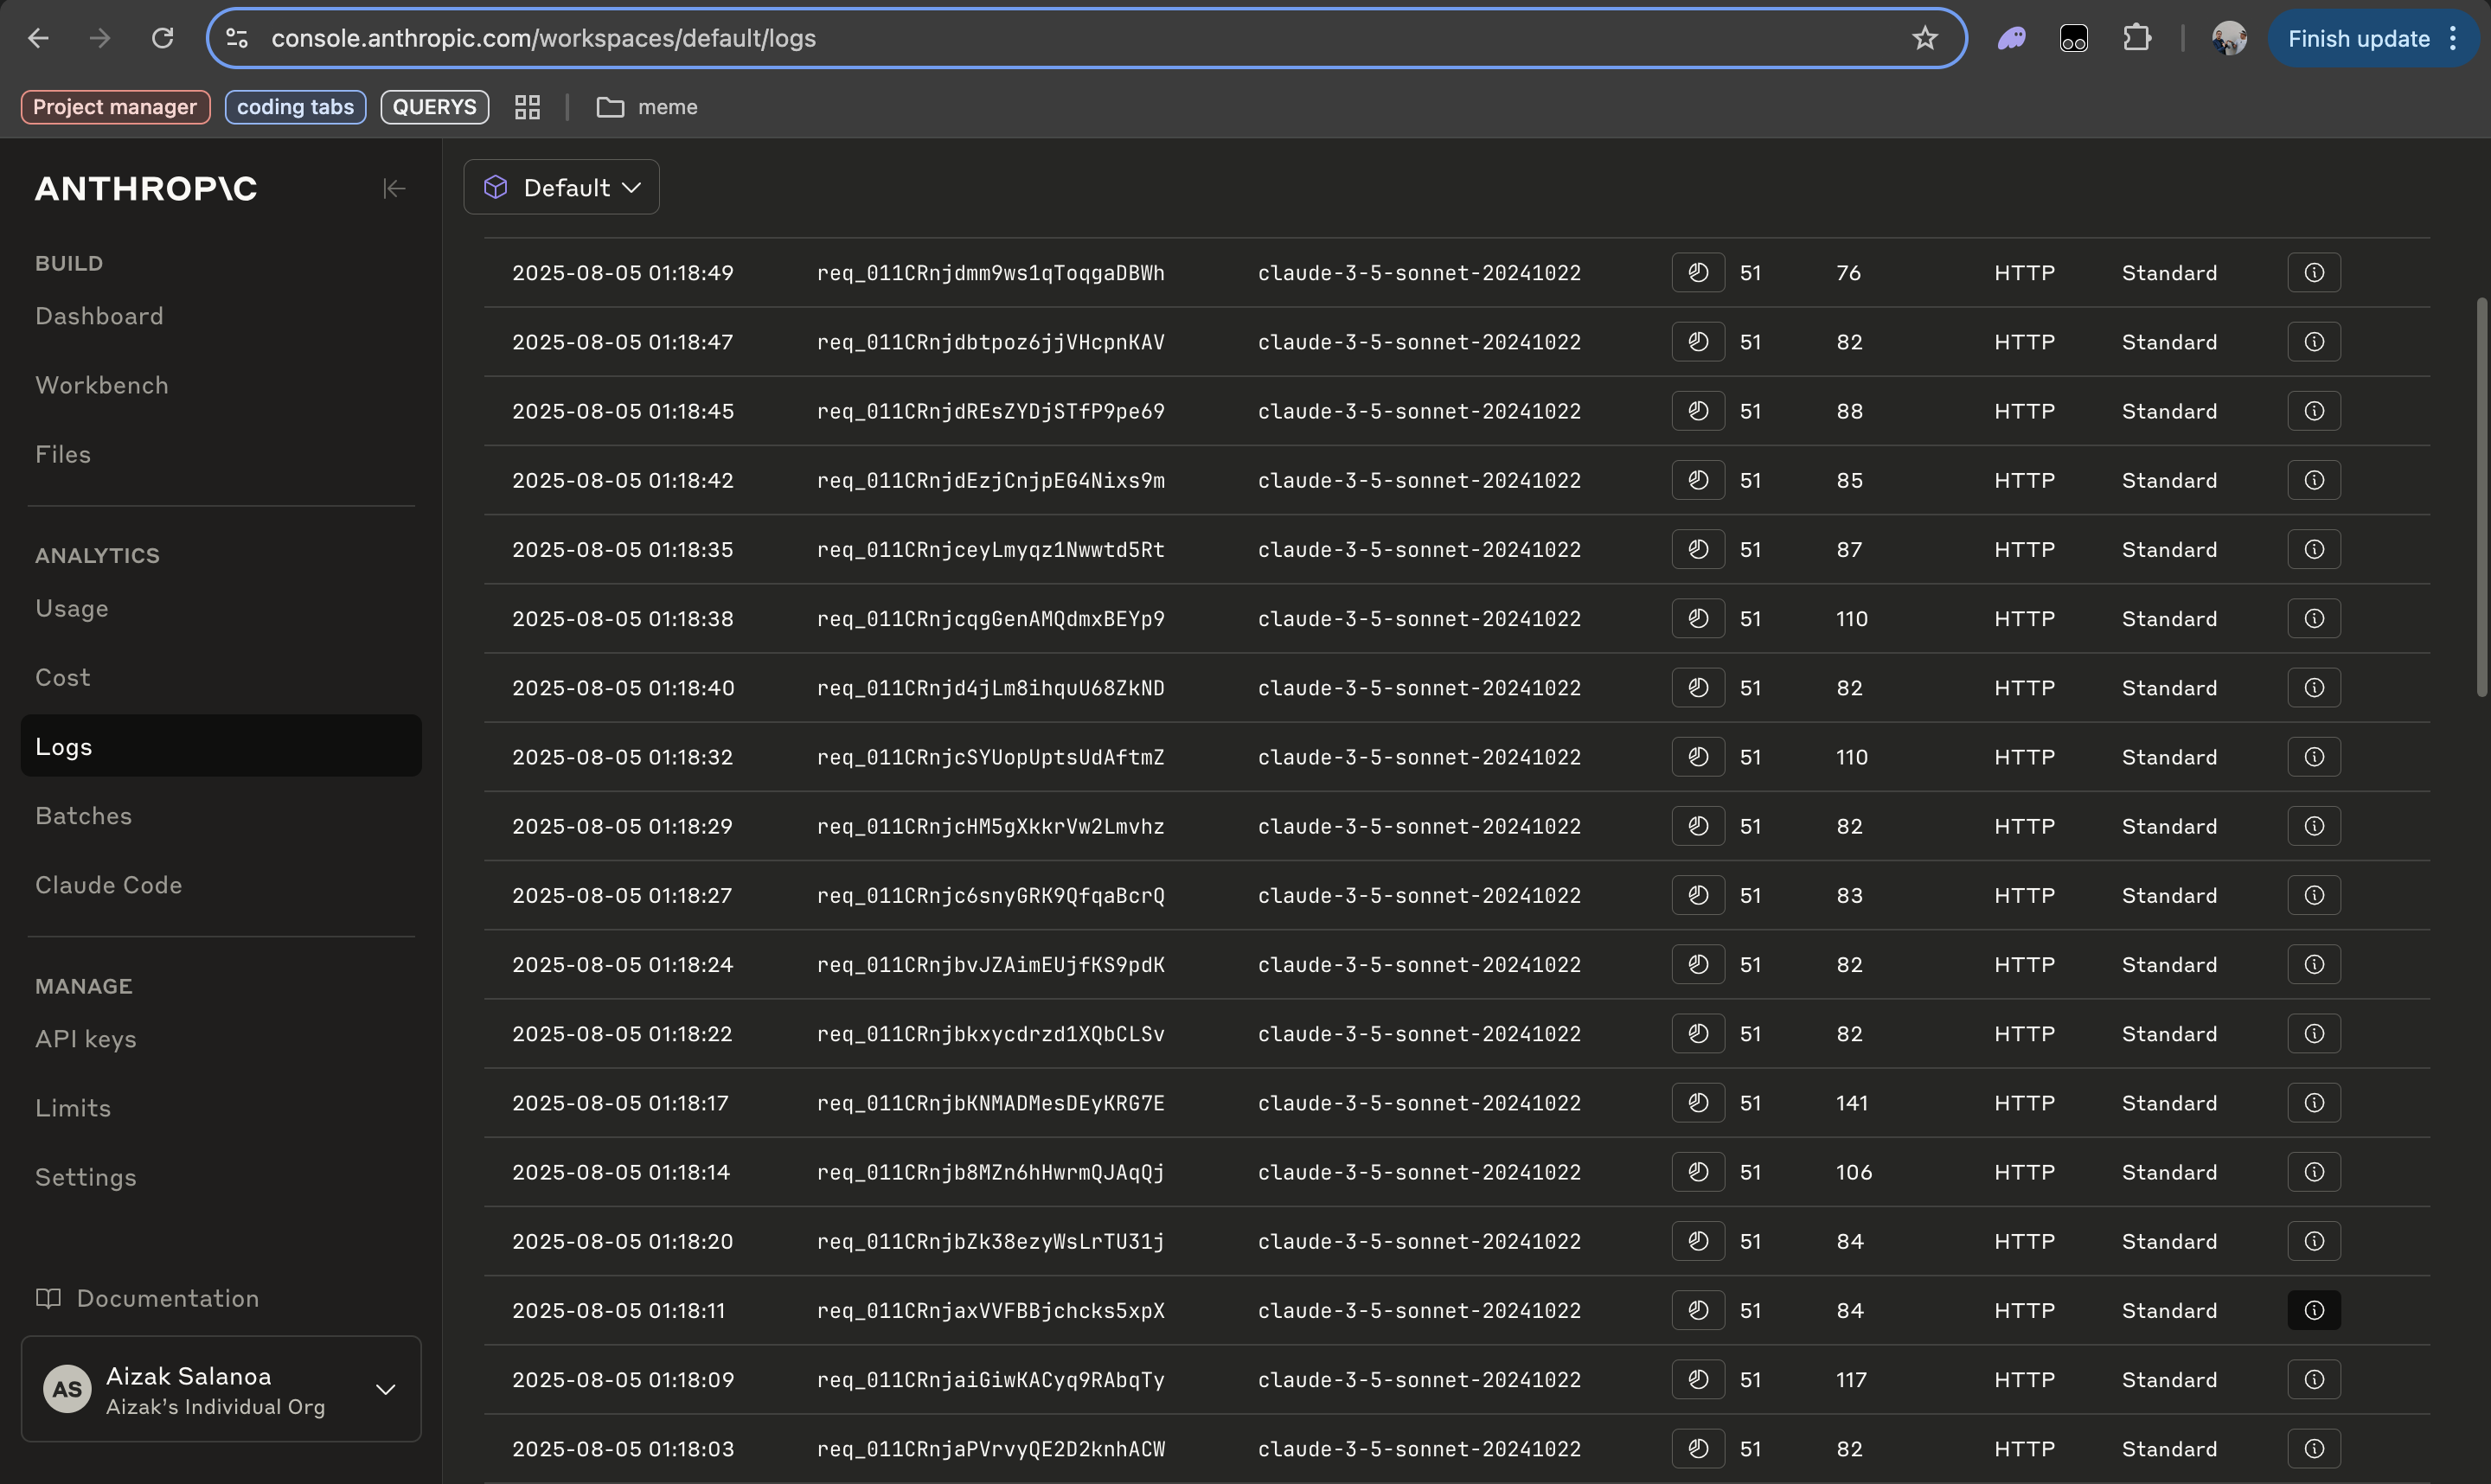 console.anthropic.com/workspaces/default/logs
Finish update
Project manager
coding tabs
QUERYS
meme
ANTHROP\C
BUILD
Dashboard
Workbench
Files
ANALYTICS
Usage
Cost
Logs
Batches
Claude Code
MANAGE
API keys
Limits
Settings
Documentation
AS
Aizak Salanoa
Aizak’s Individual Org
Default
2025-08-05 01:18:49 req_011CRnjdmm9ws1qToqgaDBWh claude-3-5-sonnet-20241022 51 76 HTTP Standard
2025-08-05 01:18:47 req_011CRnjdbtpoz6jjVHcpnKAV claude-3-5-sonnet-20241022 51 82 HTTP Standard
2025-08-05 01:18:45 req_011CRnjdREsZYDjSTfP9pe69 claude-3-5-sonnet-20241022 51 88 HTTP Standard
2025-08-05 01:18:42 req_011CRnjdEzjCnjpEG4Nixs9m claude-3-5-sonnet-20241022 51 85 HTTP Standard
2025-08-05 01:18:35 req_011CRnjceyLmyqz1Nwwtd5Rt claude-3-5-sonnet-20241022 51 87 HTTP Standard
2025-08-05 01:18:38 req_011CRnjcqgGenAMQdmxBEYp9 claude-3-5-sonnet-20241022 51 110 HTTP Standard
2025-08-05 01:18:40 req_011CRnjd4jLm8ihquU68ZkND claude-3-5-sonnet-20241022 51 82 HTTP Standard
2025-08-05 01:18:32 req_011CRnjcSYUopUptsUdAftmZ claude-3-5-sonnet-20241022 51 110 HTTP Standard
2025-08-05 01:18:29 req_011CRnjcHM5gXkkrVw2Lmvhz claude-3-5-sonnet-20241022 51 82 HTTP Standard
2025-08-05 01:18:27 req_011CRnjc6snyGRK9QfqaBcrQ claude-3-5-sonnet-20241022 51 83 HTTP Standard
2025-08-05 01:18:24 req_011CRnjbvJZAimEUjfKS9pdK claude-3-5-sonnet-20241022 51 82 HTTP Standard
2025-08-05 01:18:22 req_011CRnjbkxycdrzd1XQbCLSv claude-3-5-sonnet-20241022 51 82 HTTP Standard
2025-08-05 01:18:17 req_011CRnjbKNMADMesDEyKRG7E claude-3-5-sonnet-20241022 51 141 HTTP Standard
2025-08-05 01:18:14 req_011CRnjb8MZn6hHwrmQJAqQj claude-3-5-sonnet-20241022 51 106 HTTP Standard
2025-08-05 01:18:20 req_011CRnjbZk38ezyWsLrTU31j claude-3-5-sonnet-20241022 51 84 HTTP Standard
2025-08-05 01:18:11 req_011CRnjaxVVFBBjchcks5xpX claude-3-5-sonnet-20241022 51 84 HTTP Standard
2025-08-05 01:18:09 req_011CRnjaiGiwKACyq9RAbqTy claude-3-5-sonnet-20241022 51 117 HTTP Standard
2025-08-05 01:18:03 req_011CRnjaPVrvyQE2D2knhACW claude-3-5-sonnet-20241022 51 82 HTTP Standard